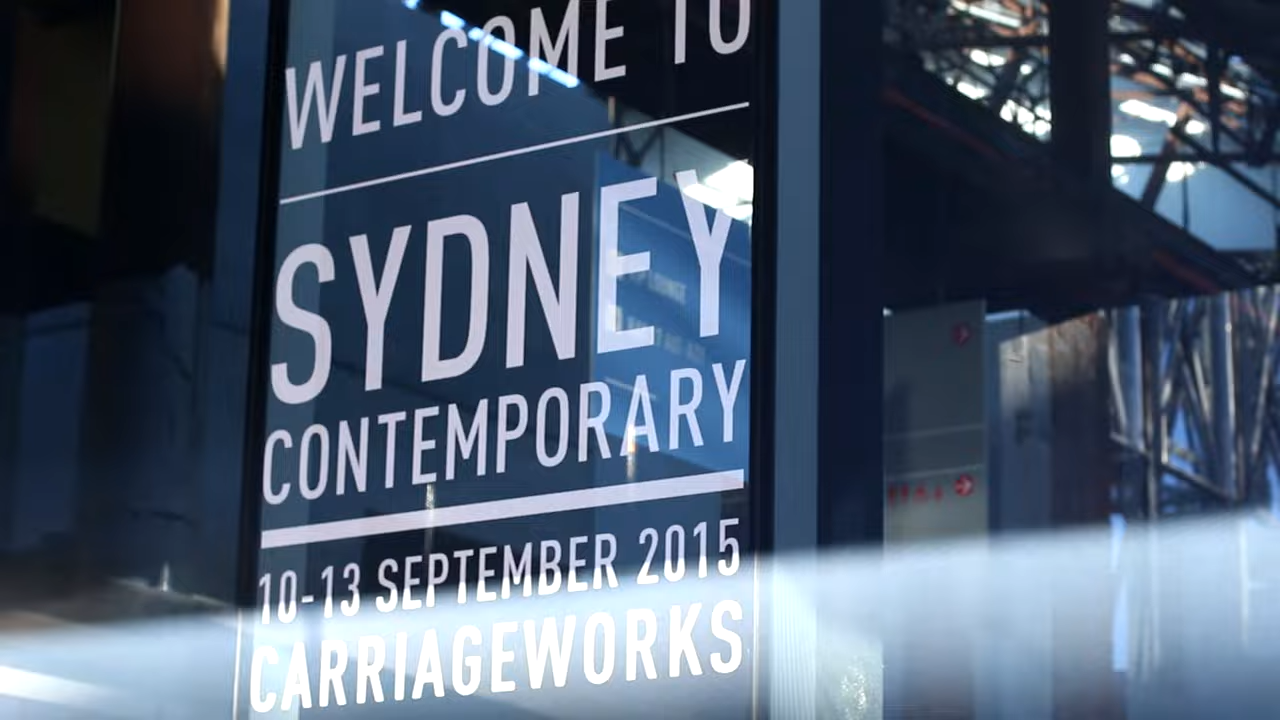 WELCOME TO
SYDNEY
CONTEMPORARY
10-13 SEPTEMBER 2015
CARRIAGEWORKS